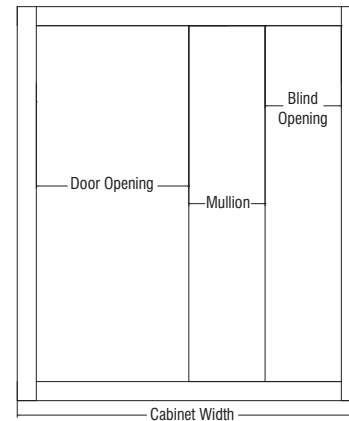 Blind
Opening
Door Opening
Mullion
Cabinet Width